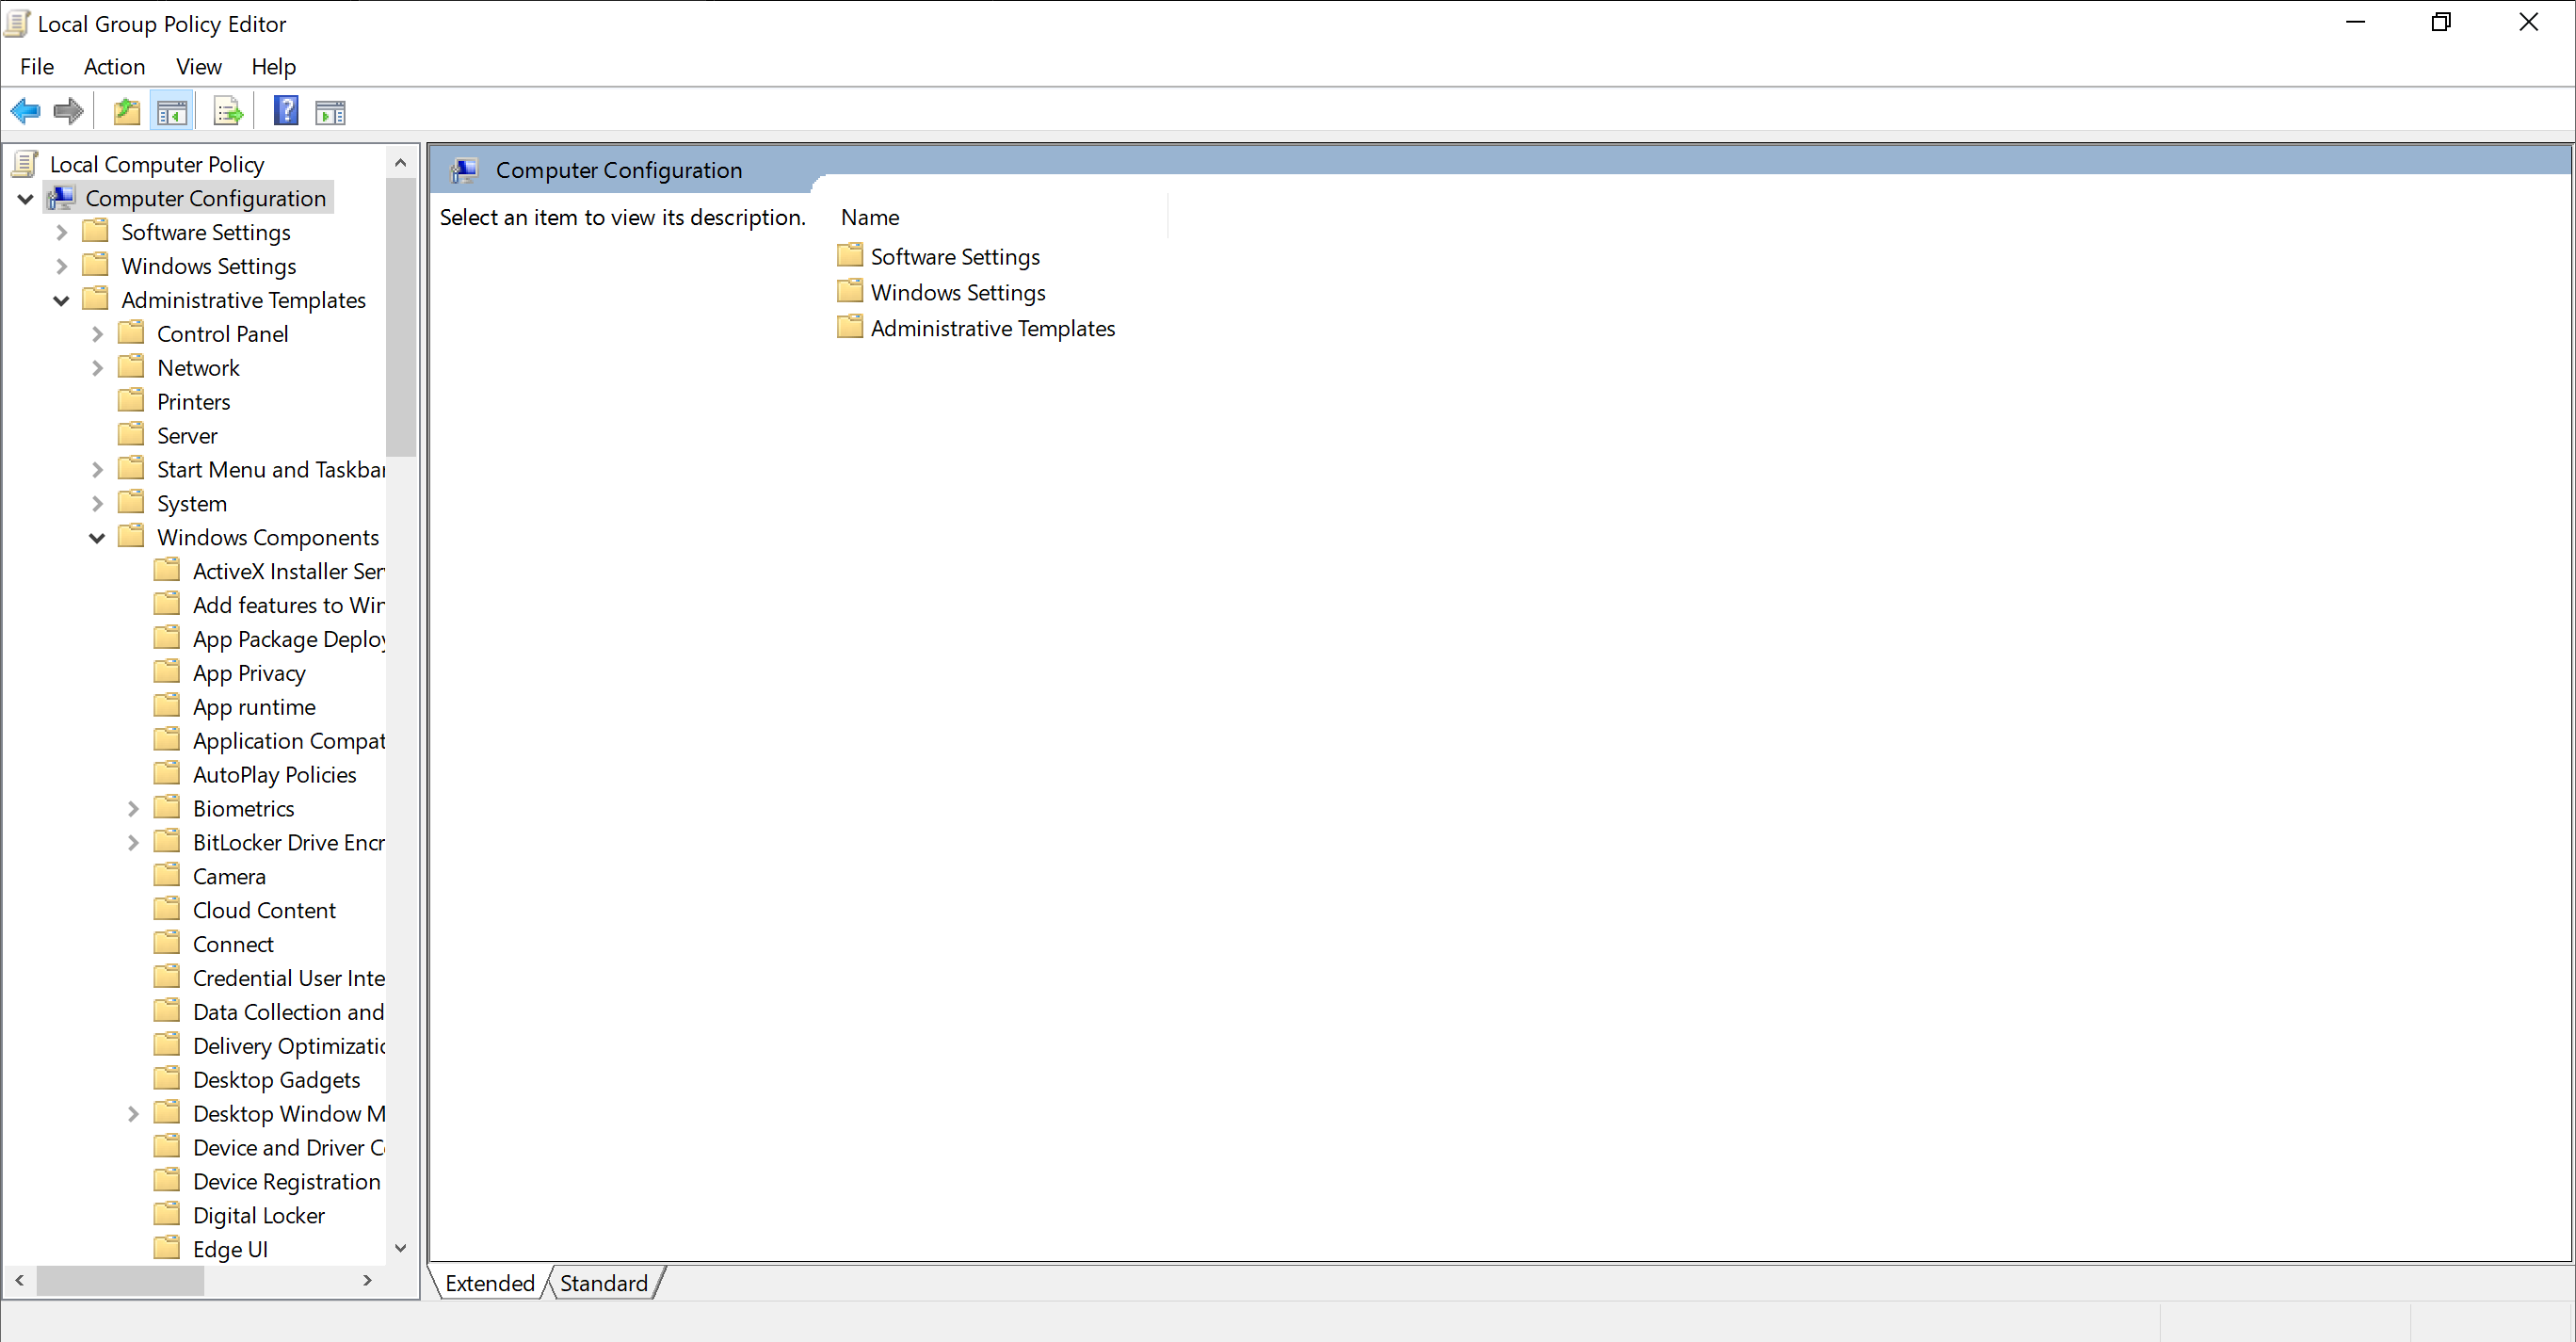 Local Group Policy Editor
File Action View Help
Local Computer Policy
Computer Configuration
Software Settings
Windows Settings
Administrative Templates
Control Panel
Network
Printers
Server
Start Menu and Taskbar
System
Windows Components
ActiveX Installer Ser
Add features to Win
App Package Deploy
App Privacy
App runtime
Application Compat
AutoPlay Policies
Biometrics
BitLocker Drive Encr
Camera
Cloud Content
Connect
Credential User Inte
Data Collection and
Delivery Optimizatio
Desktop Gadgets
Desktop Window M
Device and Driver C
Device Registration
Digital Locker
Edge UI
Computer Configuration
Select an item to view its description.
Name
Software Settings
Windows Settings
Administrative Templates
Extended Standard